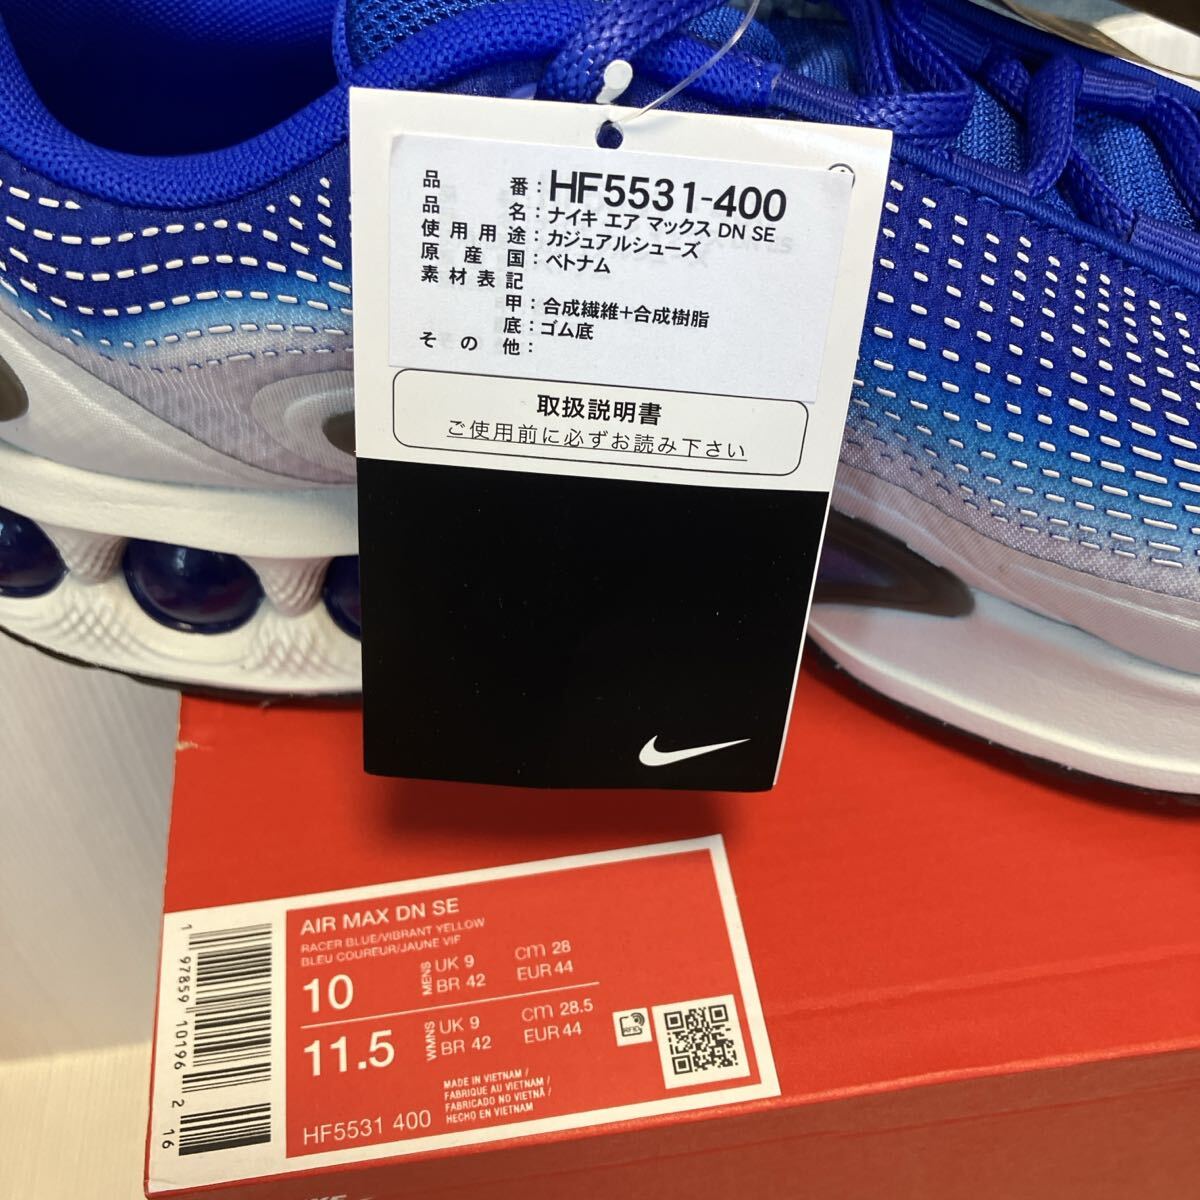 品番:HF5531-400
品名:ナイキ エア マックス DN SE
使用用途:カジュアルシューズ
原産国:ベトナム
素材表記
甲:合成繊維+合成樹脂
底:ゴム底
その他:
取扱説明書
ご使用前に必ずお読み下さい
AIR MAX DN SE
RACER BLUE/VIBRANT YELLOW
BLEU COUREUR/JAUNE VIF
10 MENS UK 9 cm 28
BR 42 EUR 44
11.5 WMNS UK 9 cm 28.5
BR 42 EUR 44
RFID
MADE IN VIETNAM /
FABRIQUE AU VIETNAM /
FABRICADO NO VIETNÃ /
HECHO EN VIETNAM
HF5531 400
1 97859 10196 2 16